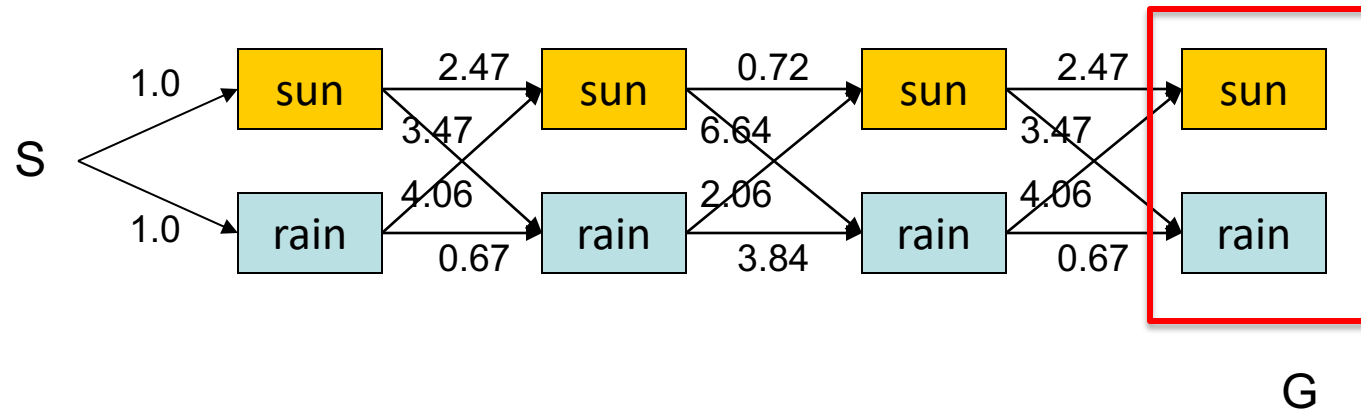 2.47 0.72 2.47
1.0 sun sun sun sun
3.47 6.64 3.47
S
4.06 2.06 4.06
1.0 rain rain rain rain
0.67 3.84 0.67
G